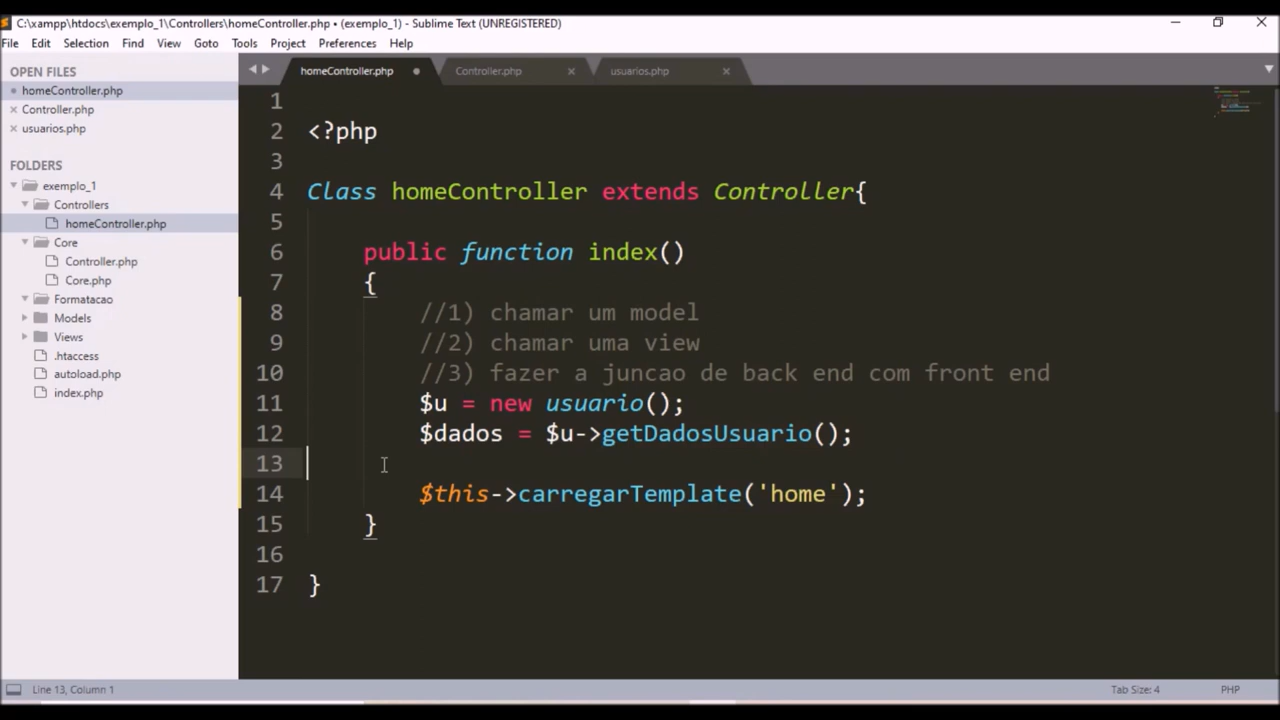 C:\xampp\htdocs\exemplo_1\Controllers\homeController.php • (exemplo_1) - Sublime Text (UNREGISTERED)
File Edit Selection Find View Goto Tools Project Preferences Help
OPEN FILES
homeController.php
Controller.php
usuarios.php
FOLDERS
exemplo_1
Controllers
homeController.php
Core
Controller.php
Core.php
Formatacao
Models
Views
.htaccess
autoload.php
index.php
homeController.php Controller.php usuarios.php
1
2 <?php
3
4 Class homeController extends Controller{
5
6 public function index()
7 {
8 //1) chamar um model
9 //2) chamar uma view
10 //3) fazer a juncao de back end com front end
11 $u = new usuario();
12 $dados = $u->getDadosUsuario();
13
14 $this->carregarTemplate('home');
15 }
16
17 }
Line 13, Column 1 Tab Size: 4 PHP